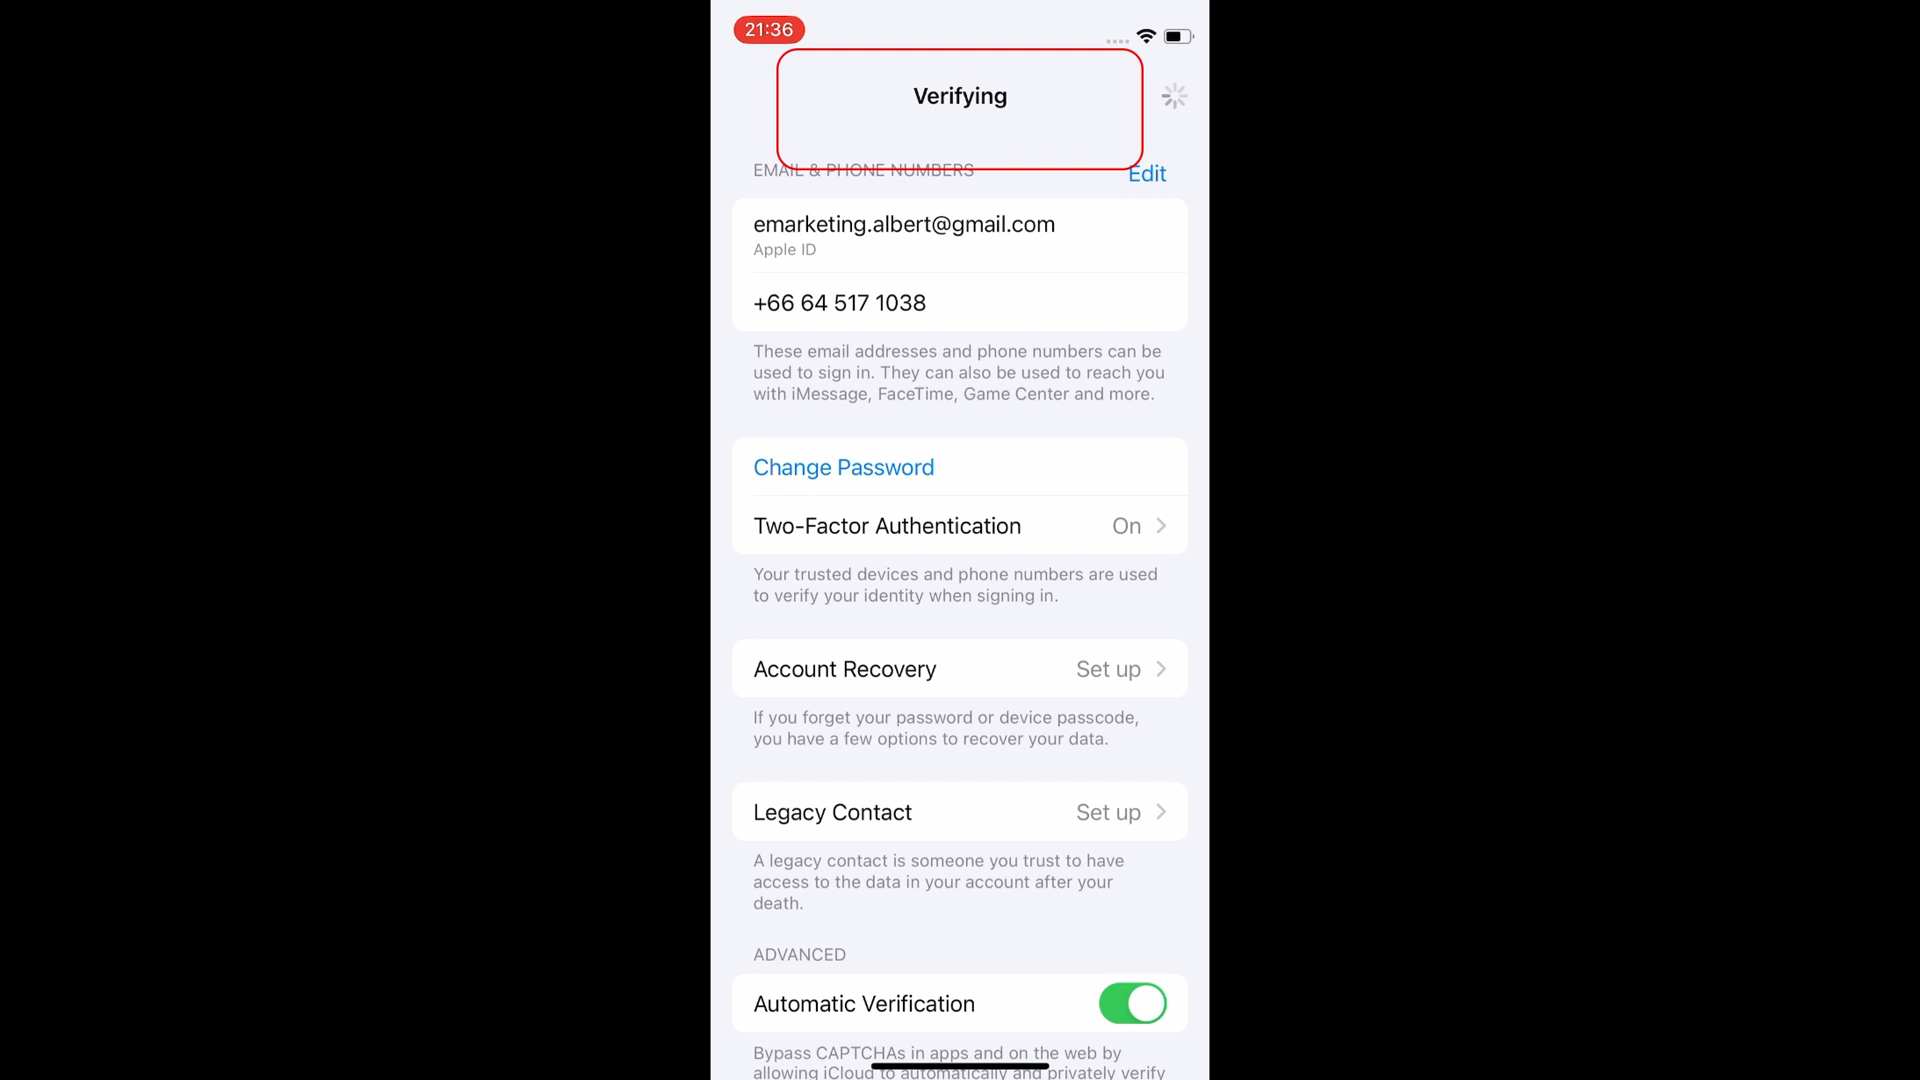 21:36
Verifying
EMAIL & PHONE NUMBERS
Edit
emarketing.albert@gmail.com
Apple ID
+66 64 517 1038
These email addresses and phone numbers can be
used to sign in. They can also be used to reach you
with iMessage, FaceTime, Game Center and more.
Change Password
Two-Factor Authentication On
Your trusted devices and phone numbers are used
to verify your identity when signing in.
Account Recovery Set up
If you forget your password or device passcode,
you have a few options to recover your data.
Legacy Contact Set up
A legacy contact is someone you trust to have
access to the data in your account after your
death.
ADVANCED
Automatic Verification
Bypass CAPTCHAs in apps and on the web by
allowing iCloud to automatically and privately verify